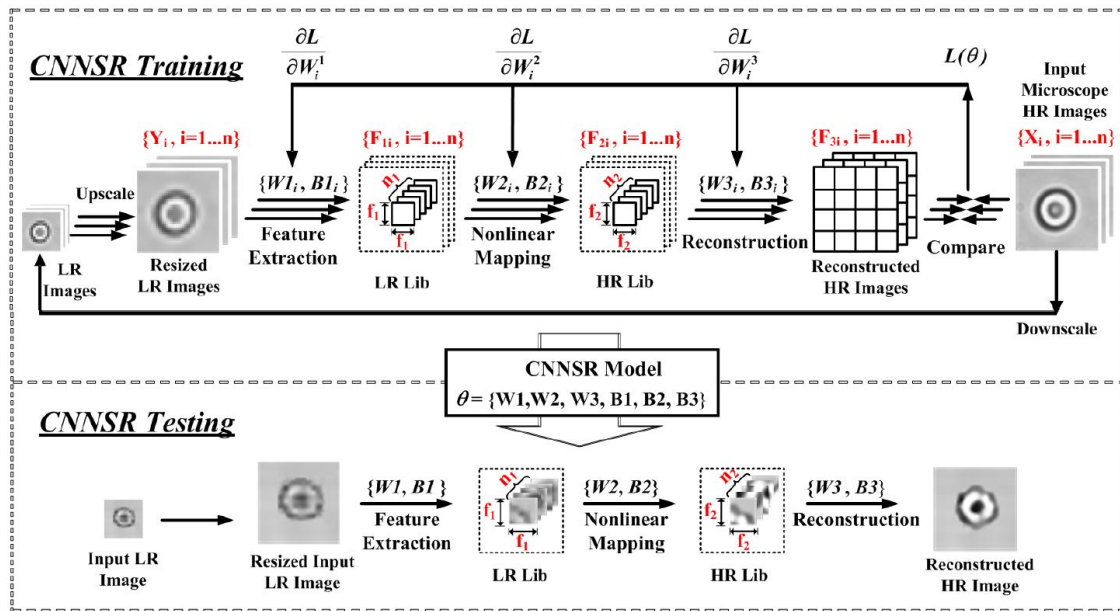 CNNSR Training
∂L
∂W_i^1
∂L
∂W_i^2
∂L
∂W_i^3
L(θ)
Input
Microscope
HR Images
{Y_i, i=1...n}
{F_1i, i=1...n}
{F_2i, i=1...n}
{F_3i, i=1...n}
{X_i, i=1...n}
Upscale
{W1_i, B1_i}
{W2_i, B2_i}
{W3_i, B3_i}
n_1
f_1
f_1
n_2
f_2
f_2
Feature
Extraction
Nonlinear
Mapping
Reconstruction
Compare
LR
Images
Resized
LR Images
LR Lib
HR Lib
Reconstructed
HR Images
Downscale
CNNSR Model
θ = {W1,W2, W3, B1, B2, B3}
CNNSR Testing
{W1, B1}
{W2, B2}
{W3, B3}
n_1
f_1
f_1
n_2
f_2
f_2
Feature
Extraction
Nonlinear
Mapping
Reconstruction
Input LR
Image
Resized Input
LR Image
LR Lib
HR Lib
Reconstructed
HR Image